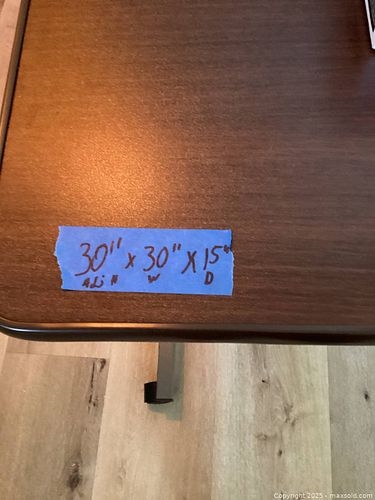 30" x 30" x 15"
W D
Copyright 2025 - maxsold.com